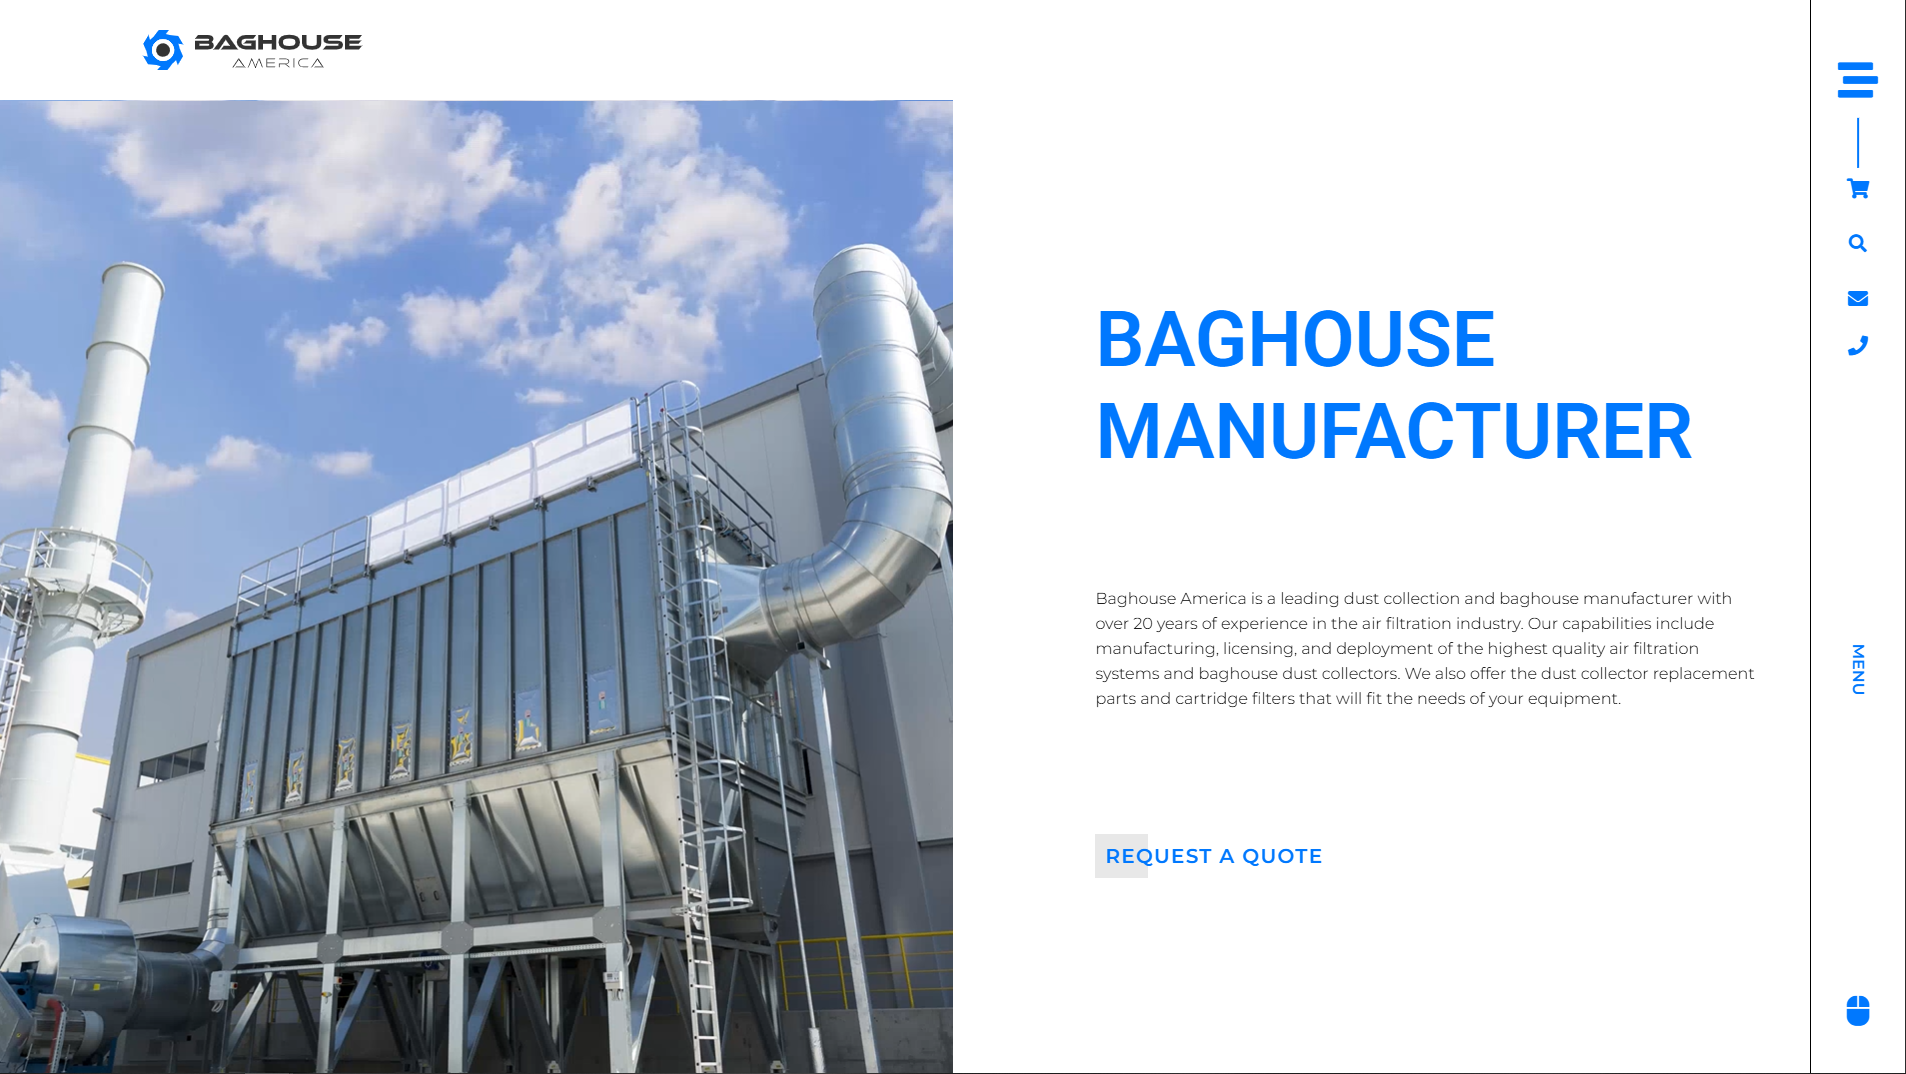 BAGHOUSE
AMERICA
BAGHOUSE
MANUFACTURER
Baghouse America is a leading dust collection and baghouse manufacturer with
over 20 years of experience in the air filtration industry. Our capabilities include
manufacturing, licensing, and deployment of the highest quality air filtration
systems and baghouse dust collectors. We also offer the dust collector replacement
parts and cartridge filters that will fit the needs of your equipment.
REQUEST A QUOTE
MENU